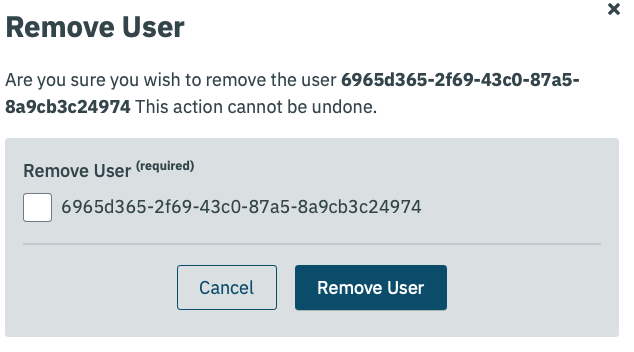 Remove User
Are you sure you wish to remove the user 6965d365-2f69-43c0-87a5-
8a9cb3c24974 This action cannot be undone.
Remove User (required)
6965d365-2f69-43c0-87a5-8a9cb3c24974
Cancel
Remove User